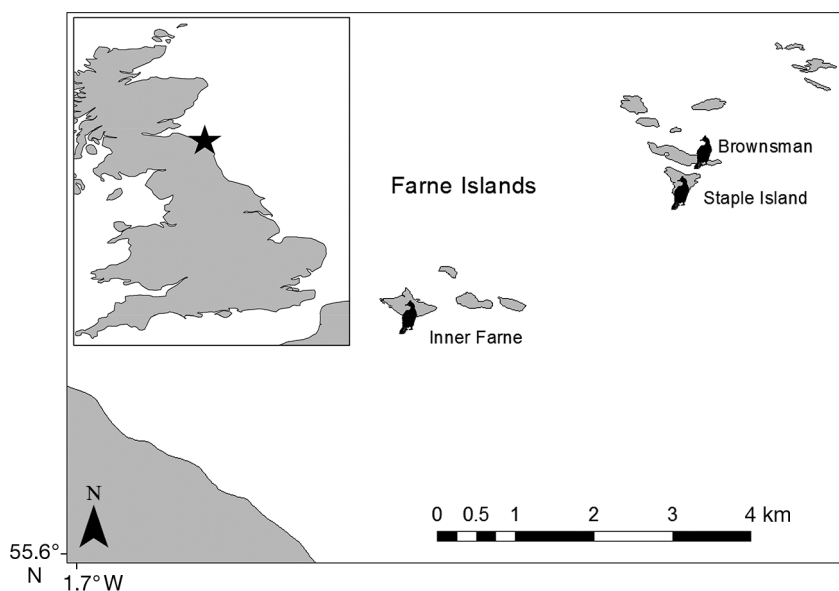 Brownsman
Farne Islands
Staple Island
Inner Farne
N
0 0.5 1 2 3 4 km
55.6°
N
1.7°W